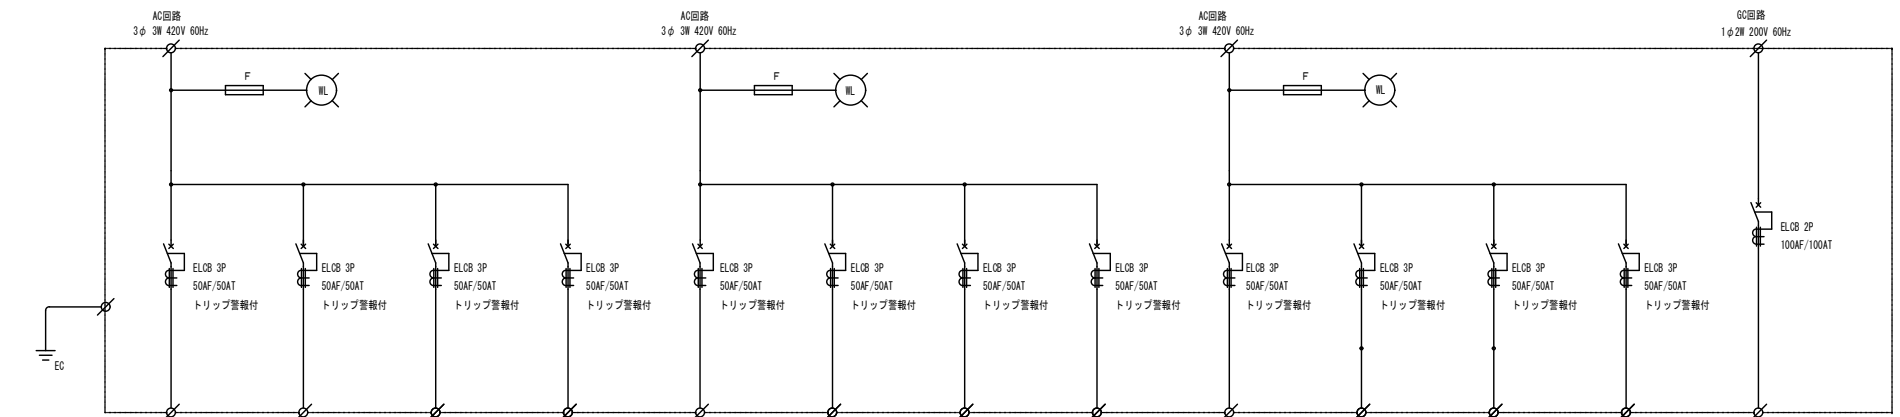 AC回路
3φ 3W 420V 60Hz
AC回路
3φ 3W 420V 60Hz
AC回路
3φ 3W 420V 60Hz
GC回路
1φ2W 200V 60Hz
F
WL
F
WL
F
WL
ELCB 2P
100AF/100AT
ELCB 3P
50AF/50AT
トリップ警報付
ELCB 3P
50AF/50AT
トリップ警報付
ELCB 3P
50AF/50AT
トリップ警報付
ELCB 3P
50AF/50AT
トリップ警報付
ELCB 3P
50AF/50AT
トリップ警報付
ELCB 3P
50AF/50AT
トリップ警報付
ELCB 3P
50AF/50AT
トリップ警報付
ELCB 3P
50AF/50AT
トリップ警報付
ELCB 3P
50AF/50AT
トリップ警報付
ELCB 3P
50AF/50AT
トリップ警報付
ELCB 3P
50AF/50AT
トリップ警報付
ELCB 3P
50AF/50AT
トリップ警報付
EC